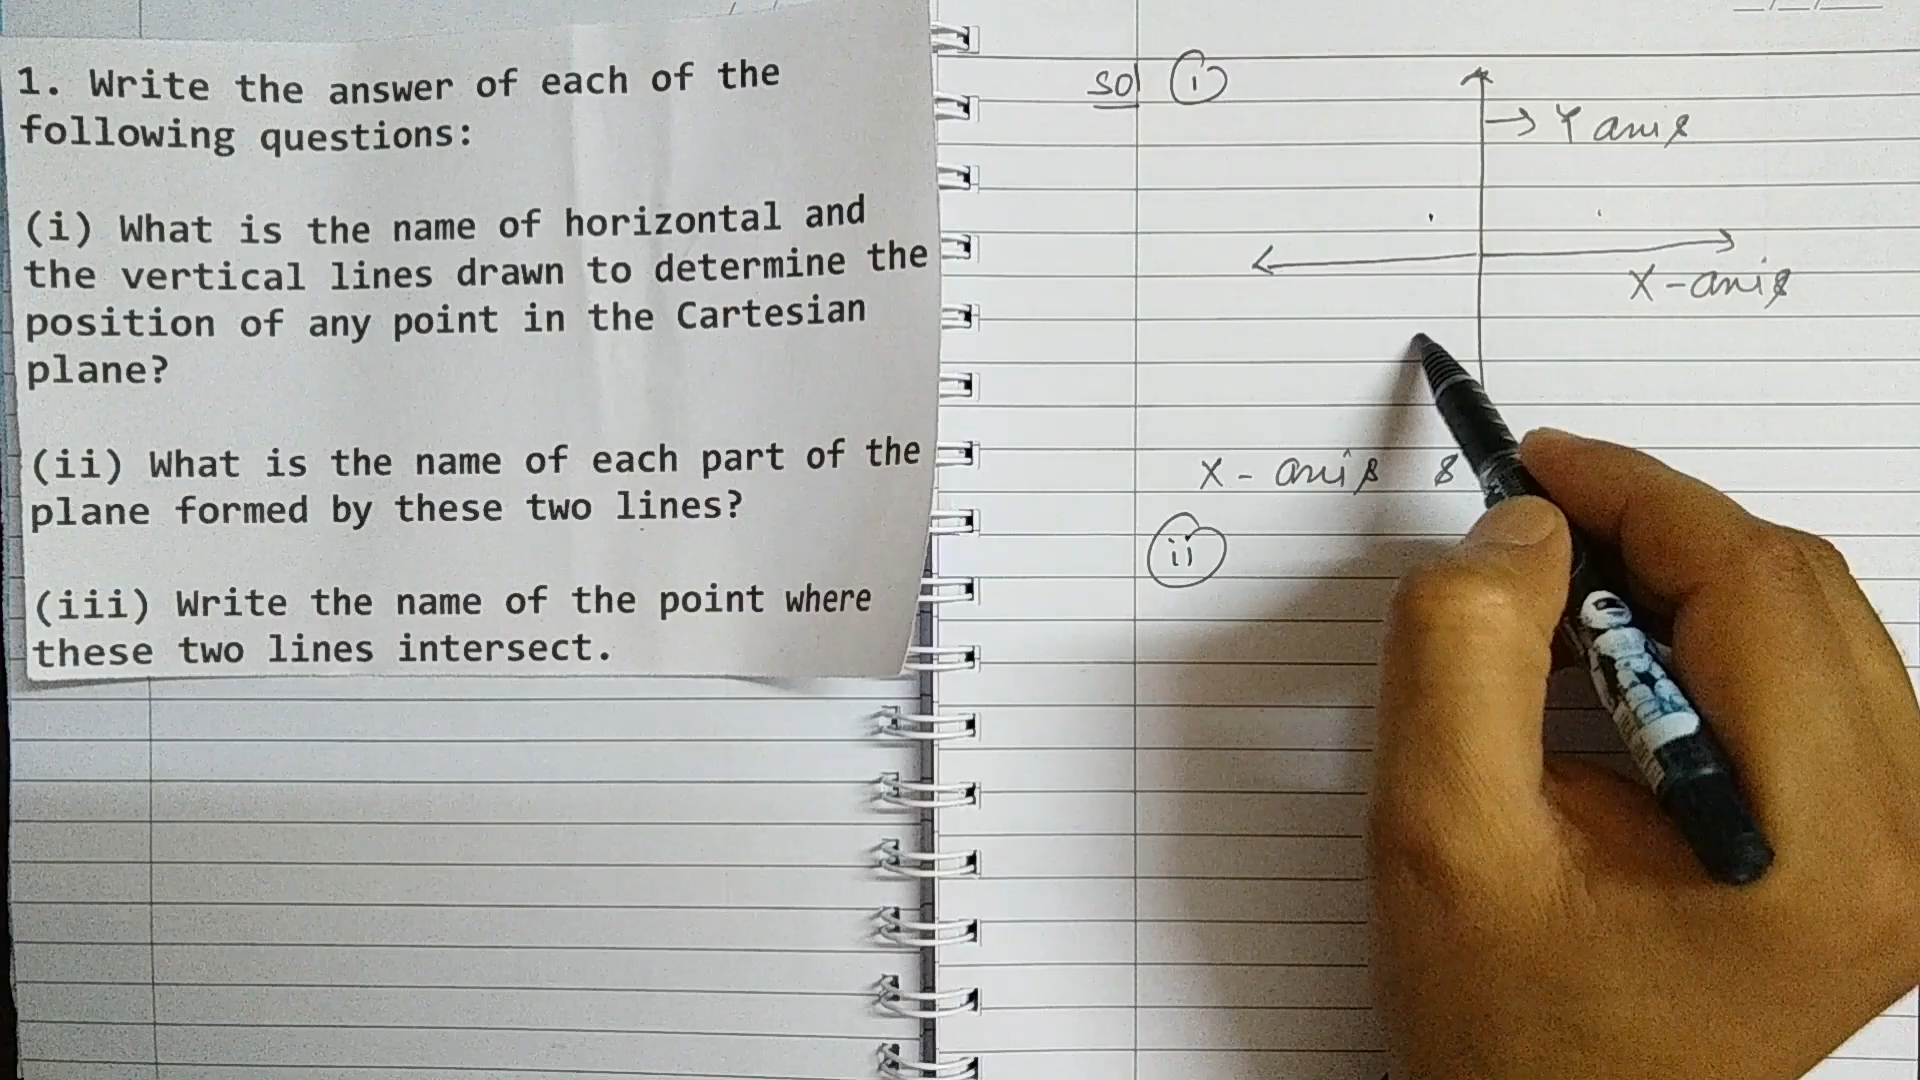 1. Write the answer of each of the
following questions:
(i) What is the name of horizontal and
the vertical lines drawn to determine the
position of any point in the Cartesian
plane?
(ii) What is the name of each part of the
plane formed by these two lines?
(iii) Write the name of the point where
these two lines intersect.
Sol (i)
Y axis
X-axis
X - axis &
(ii)